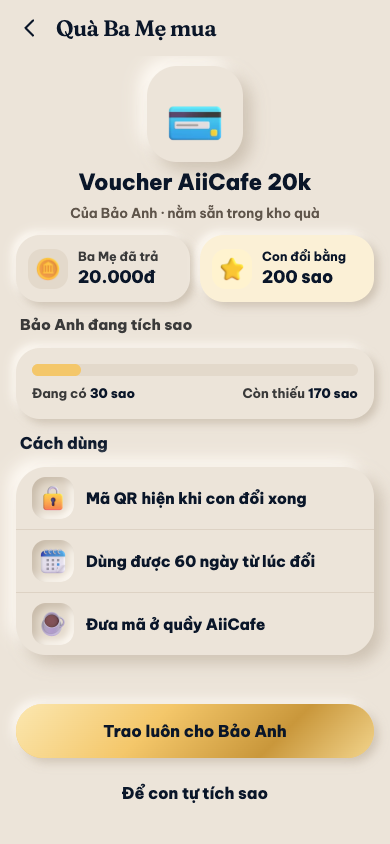 Quà Ba Mẹ mua
Voucher AiiCafe 20k
Của Bảo Anh · nằm sẵn trong kho quà
Ba Mẹ đã trả
20.000đ
Con đổi bằng
200 sao
Bảo Anh đang tích sao
Đang có 30 sao
Còn thiếu 170 sao
Cách dùng
Mã QR hiện khi con đổi xong
Dùng được 60 ngày từ lúc đổi
Đưa mã ở quầy AiiCafe
Trao luôn cho Bảo Anh
Để con tự tích sao